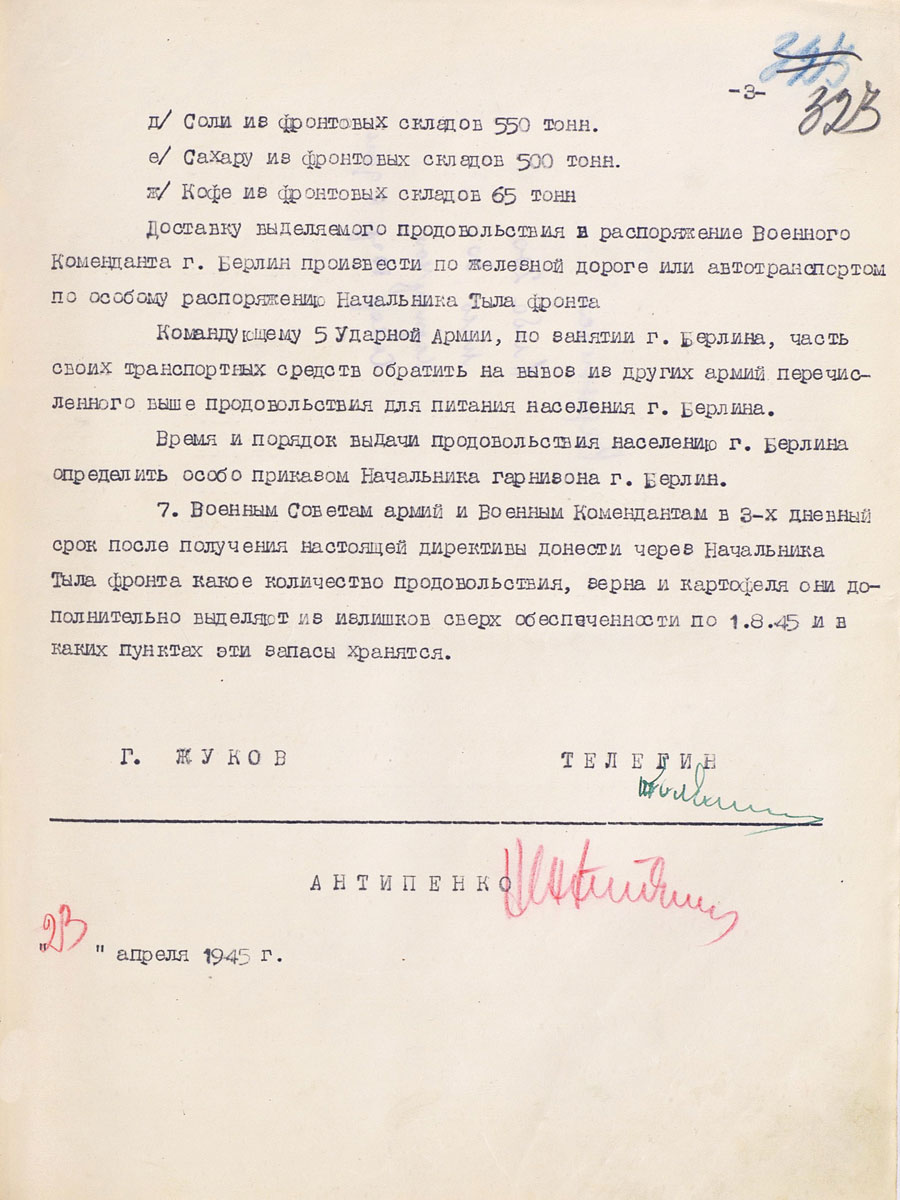 -3-
323
д/ Соли из фронтовых складов 550 тонн.
е/ Сахару из фронтовых складов 500 тонн.
ж/ Кофе из фронтовых складов 65 тонн
Доставку выделяемого продовольствия в распоряжение Военного
Коменданта г. Берлин произвести по железной дороге или автотранспортом
по особому распоряжению Начальника Тыла фронта
Командующему 5 Ударной Армии, по занятии г. Берлина, часть
своих транспортных средств обратить на вывоз из других армий перечис-
ленного выше продовольствия для питания населения г. Берлина.
Время и порядок выдачи продовольствия населению г. Берлина
определить особо приказом Начальника гарнизона г. Берлин.
7. Военным Советам армий и Военным Комендантам в 3-х дневный
срок после получения настоящей директивы донести через Начальника
Тыла фронта какое количество продовольствия, зерна и картофеля они до-
полнительно выделяют из излишков сверх обеспеченности по 1.8.45 и в
каких пунктах эти запасы хранятся.
Г. ЖУКОВ ТЕЛЕГИН
АНТИПЕНКО
"23" апреля 1945 г.